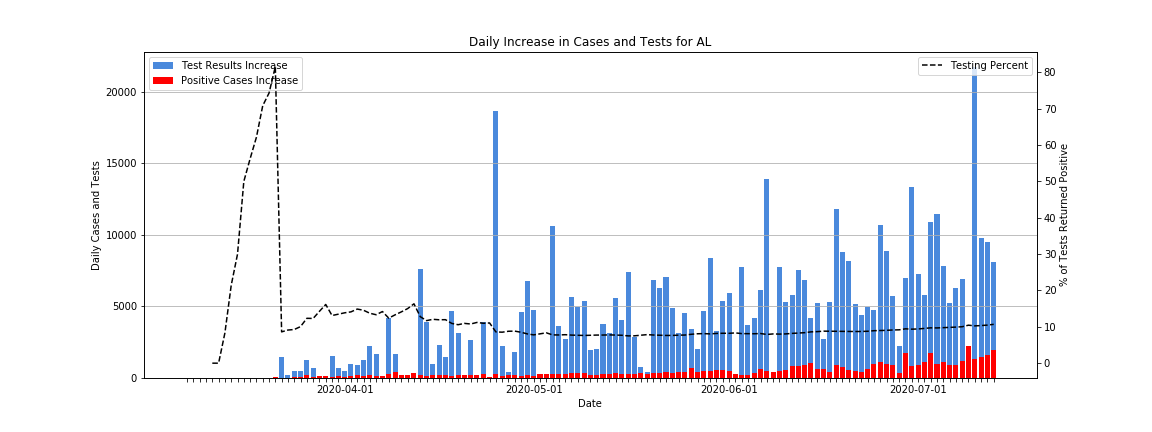 Daily Increase in Cases and Tests for AL
Test Results Increase
Positive Cases Increase
Testing Percent
20000
15000
10000
5000
0
Daily Cases and Tests
80
70
60
50
40
30
20
10
0
% of Tests Returned Positive
2020-04-01
2020-05-01
2020-06-01
2020-07-01
Date